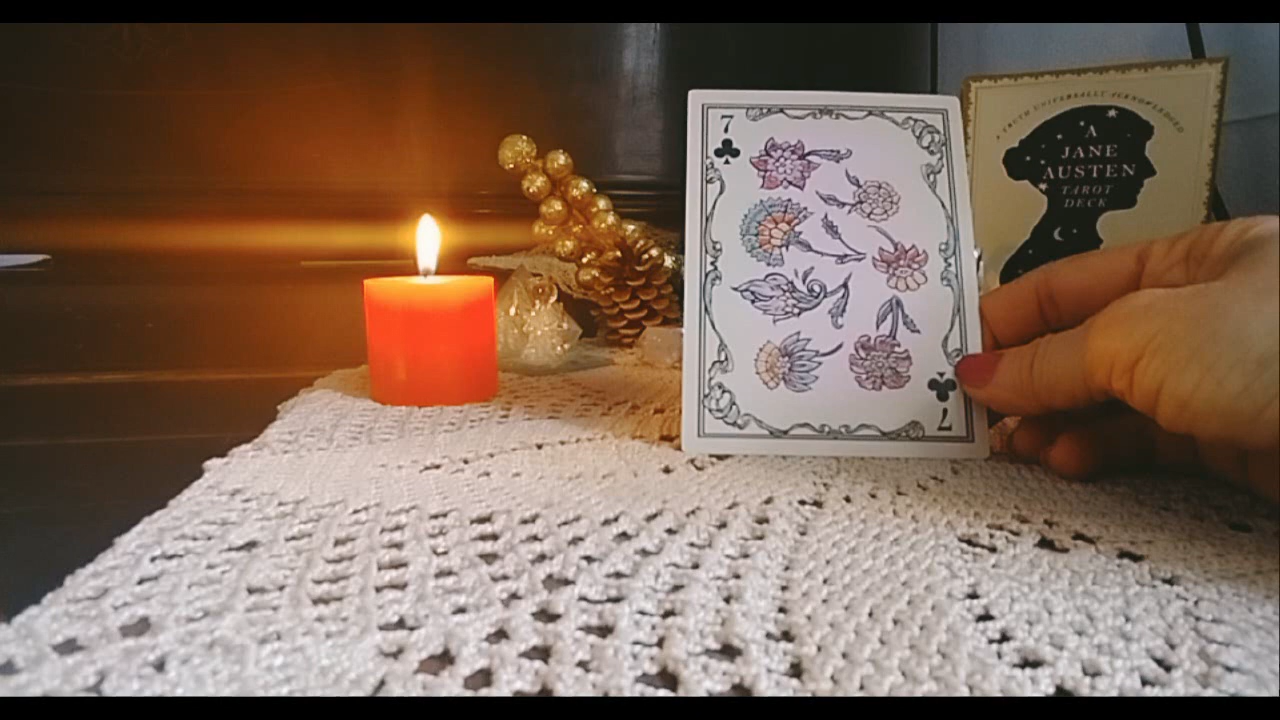 7
A TRUTH UNIVERSALLY ACKNOWLEDGED
A
JANE
AUSTEN
TAROT
DECK
7